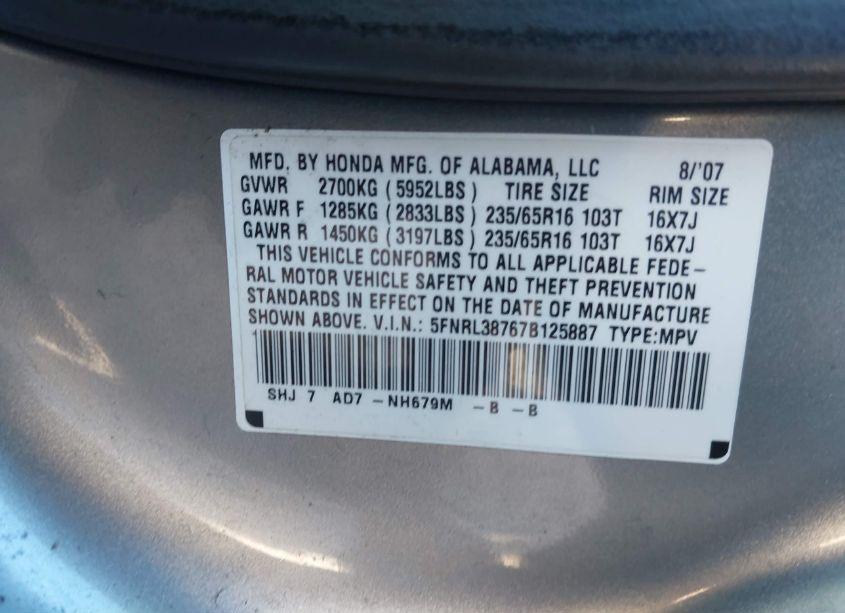 MFD. BY HONDA MFG. OF ALABAMA, LLC 8/'07
GVWR 2700KG ( 5952LBS ) TIRE SIZE RIM SIZE
GAWR F 1285KG ( 2833LBS ) 235/65R16 103T 16X7J
GAWR R 1450KG ( 3197LBS ) 235/65R16 103T 16X7J
THIS VEHICLE CONFORMS TO ALL APPLICABLE FEDE-
RAL MOTOR VEHICLE SAFETY AND THEFT PREVENTION
STANDARDS IN EFFECT ON THE DATE OF MANUFACTURE
SHOWN ABOVE. V.I.N.: 5FNRL38767B125887 TYPE:MPV
SHJ 7 AD7 -NH679M -B -B